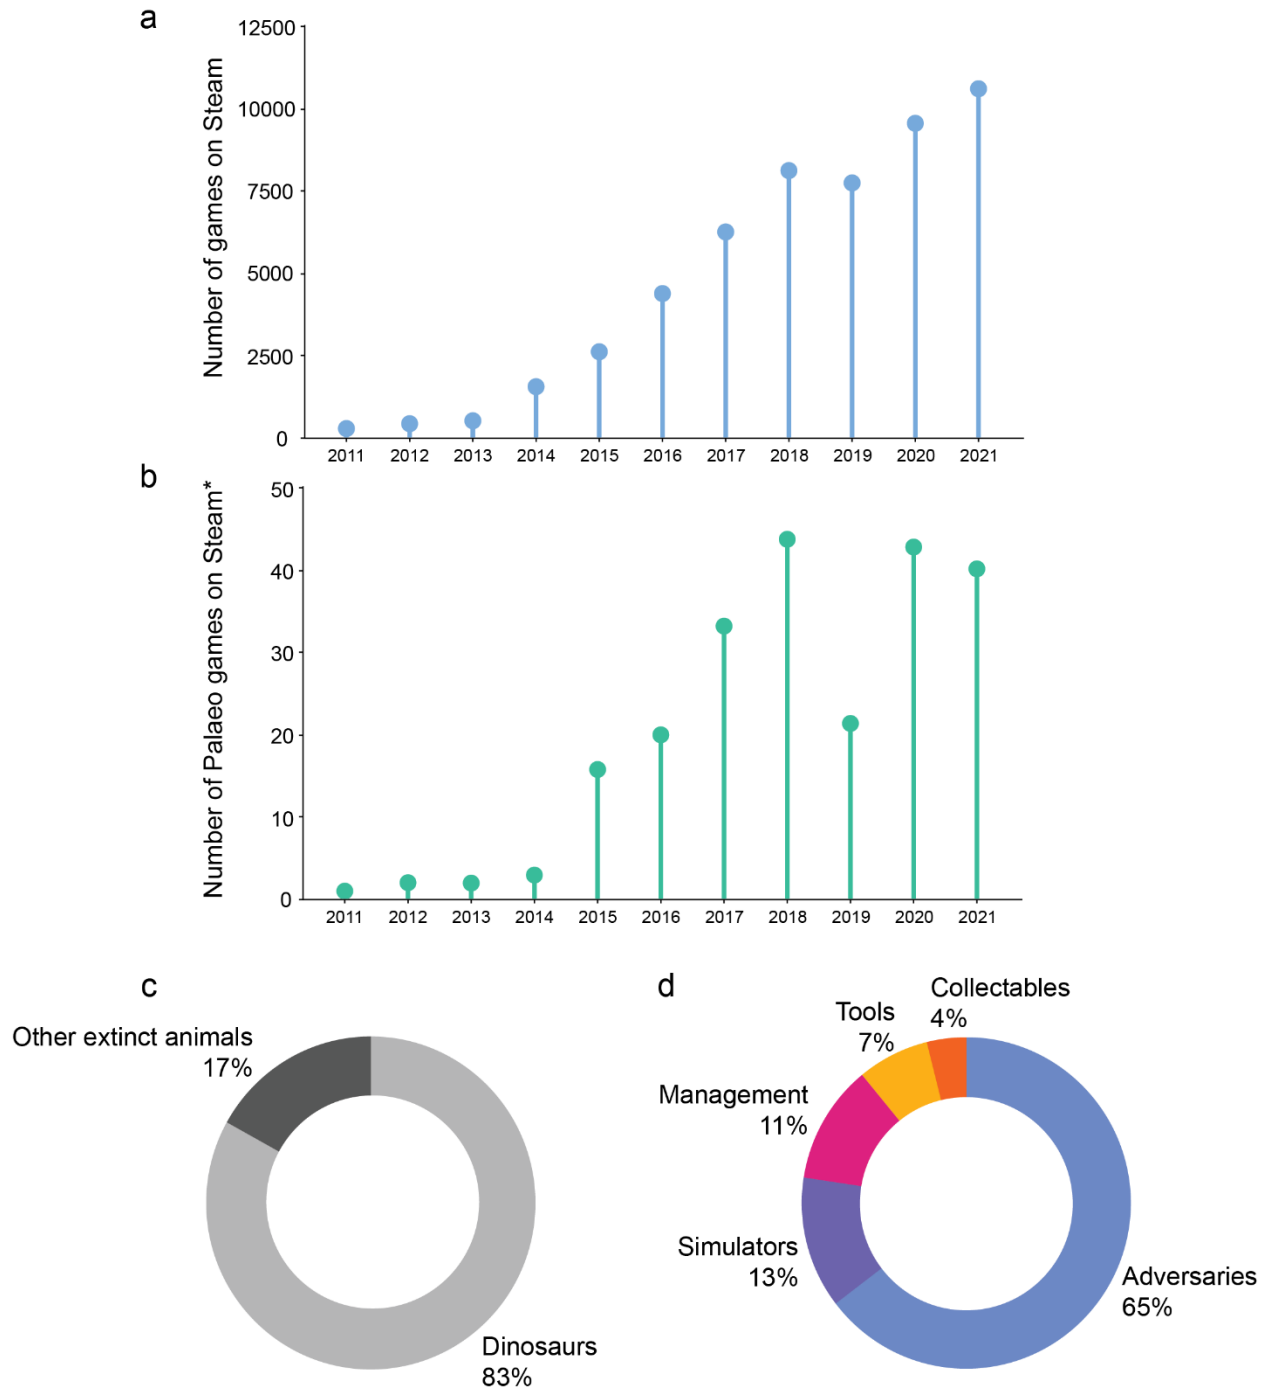 a
Number of games on Steam
12500
10000
7500
5000
2500
0
2011 2012 2013 2014 2015 2016 2017 2018 2019 2020 2021
b
Number of Palaeo games on Steam*
50
40
30
20
10
0
2011 2012 2013 2014 2015 2016 2017 2018 2019 2020 2021
c
Other extinct animals
17%
Dinosaurs
83%
d
Collectables
4%
Tools
7%
Management
11%
Simulators
13%
Adversaries
65%